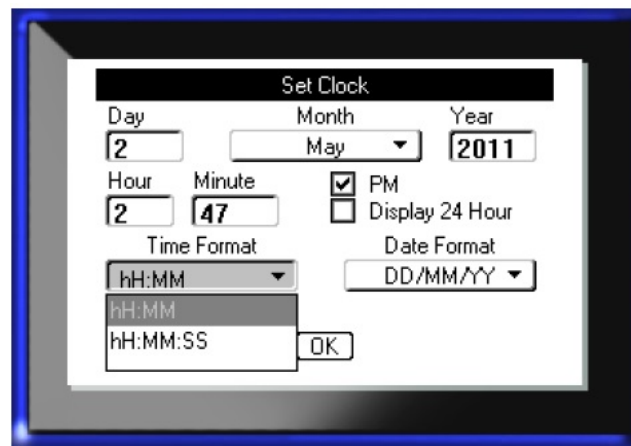 Set Clock
Day Month Year
2 May 2011
Hour Minute PM
2 47 Display 24 Hour
Time Format Date Format
hH:MM DD/MM/YY
hH:MM
hH:MM:SS
OK